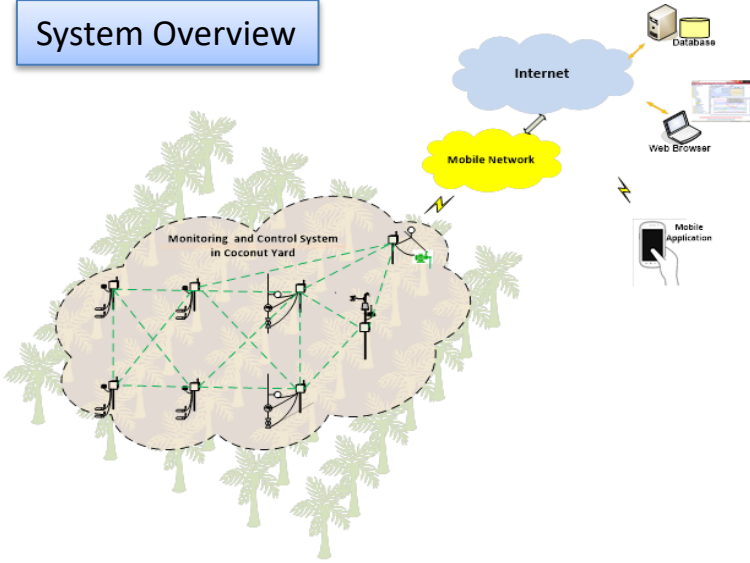 System Overview
Database
Internet
Web Browser
Mobile Network
Mobile
Application
Monitoring and Control System
in Coconut Yard